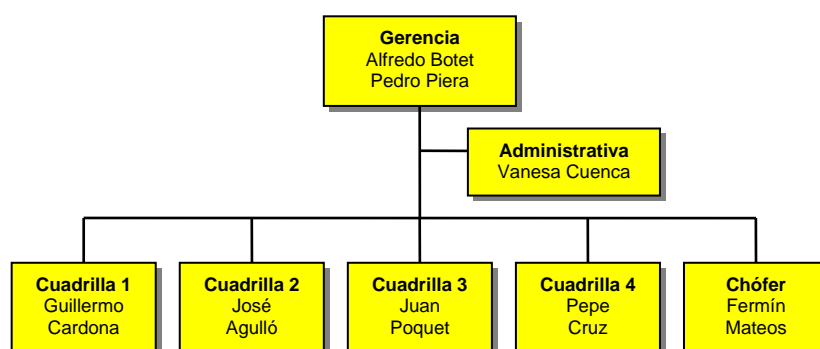 Gerencia
Alfredo Botet
Pedro Piera
Administrativa
Vanesa Cuenca
Cuadrilla 1
Guillermo
Cardona
Cuadrilla 2
José
Agulló
Cuadrilla 3
Juan
Poquet
Cuadrilla 4
Pepe
Cruz
Chófer
Fermín
Mateos